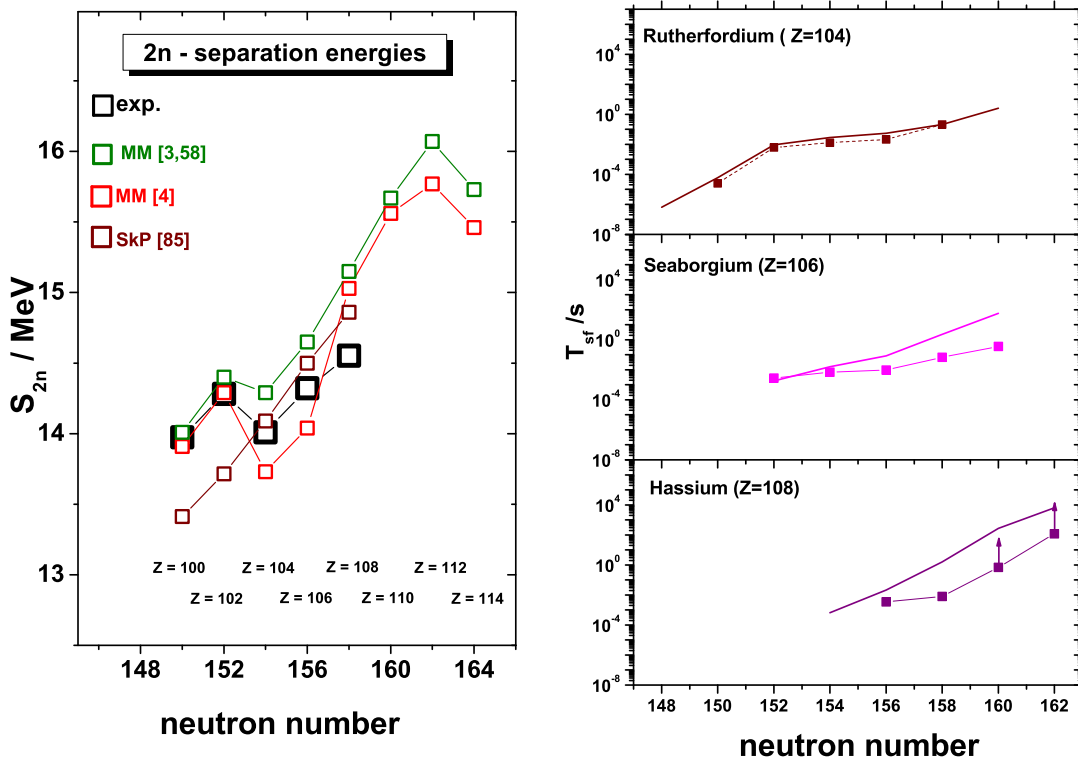 2n - separation energies
exp.
MM [3,58]
MM [4]
SkP [85]
S2n / MeV
16
15
14
13
Z = 100
Z = 104
Z = 108
Z = 112
Z = 102
Z = 106
Z = 110
Z = 114
148
152
156
160
164
neutron number
Rutherfordium ( Z=104)
10^4
10^0
10^-4
10^-8
Seaborgium (Z=106)
10^4
10^0
10^-4
10^-8
Hassium (Z=108)
10^4
10^0
10^-4
10^-8
Tsf /s
148
150
152
154
156
158
160
162
neutron number